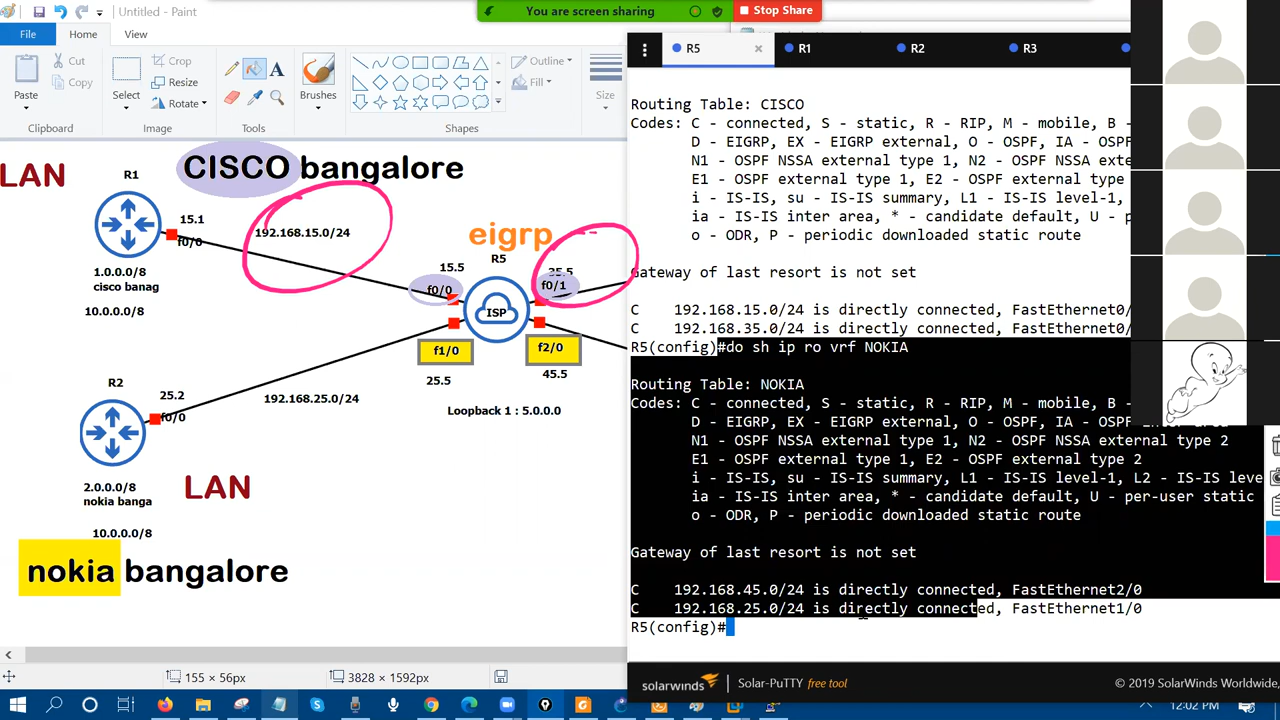 Untitled - Paint
You are screen sharing
Stop Share
File
Home
View
Paste
Cut
Copy
Clipboard
Select
Crop
Resize
Rotate
Image
Tools
Brushes
Shapes
Outline
Fill
Size
LAN
CISCO bangalore
R1
15.1
f0/0
192.168.15.0/24
1.0.0.0/8
cisco banag
10.0.0.0/8
eigrp
R5
15.5
f0/0
f0/1
ISP
f1/0
f2/0
25.5
45.5
Loopback 1 : 5.0.0.0
R2
25.2
f0/0
192.168.25.0/24
2.0.0.0/8
nokia banga
LAN
10.0.0.0/8
nokia bangalore
155 × 56px
3828 × 1592px
R5
R1
R2
R3
Routing Table: CISCO
Codes: C - connected, S - static, R - RIP, M - mobile, B -
D - EIGRP, EX - EIGRP external, O - OSPF, IA - OSPF
N1 - OSPF NSSA external type 1, N2 - OSPF NSSA exte
E1 - OSPF external type 1, E2 - OSPF external type
i - IS-IS, su - IS-IS summary, L1 - IS-IS level-1,
ia - IS-IS inter area, * - candidate default, U - p
o - ODR, P - periodic downloaded static route
Gateway of last resort is not set
C 192.168.15.0/24 is directly connected, FastEthernet0/
C 192.168.35.0/24 is directly connected, FastEthernet0/
R5(config)#do sh ip ro vrf NOKIA
Routing Table: NOKIA
Codes: C - connected, S - static, R - RIP, M - mobile, B -
D - EIGRP, EX - EIGRP external, O - OSPF, IA - OSPF
N1 - OSPF NSSA external type 1, N2 - OSPF NSSA external type 2
E1 - OSPF external type 1, E2 - OSPF external type 2
i - IS-IS, su - IS-IS summary, L1 - IS-IS level-1, L2 - IS-IS leve
ia - IS-IS inter area, * - candidate default, U - per-user static
o - ODR, P - periodic downloaded static route
Gateway of last resort is not set
C 192.168.45.0/24 is directly connected, FastEthernet2/0
C 192.168.25.0/24 is directly connected, FastEthernet1/0
R5(config)#
solarwinds
Solar-PuTTY free tool
© 2019 SolarWinds Worldwide
12:02 PM